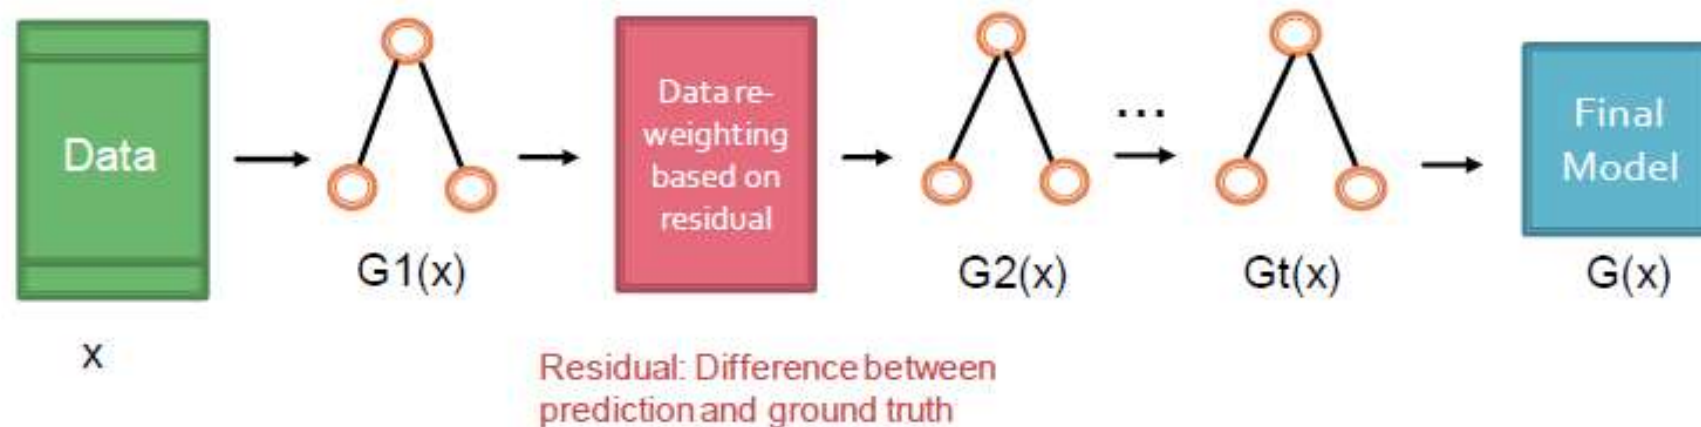 Data
x
G1(x)
Data re-
weighting
based on
residual
Residual: Difference between
prediction and ground truth
G2(x)
...
Gt(x)
Final
Model
G(x)